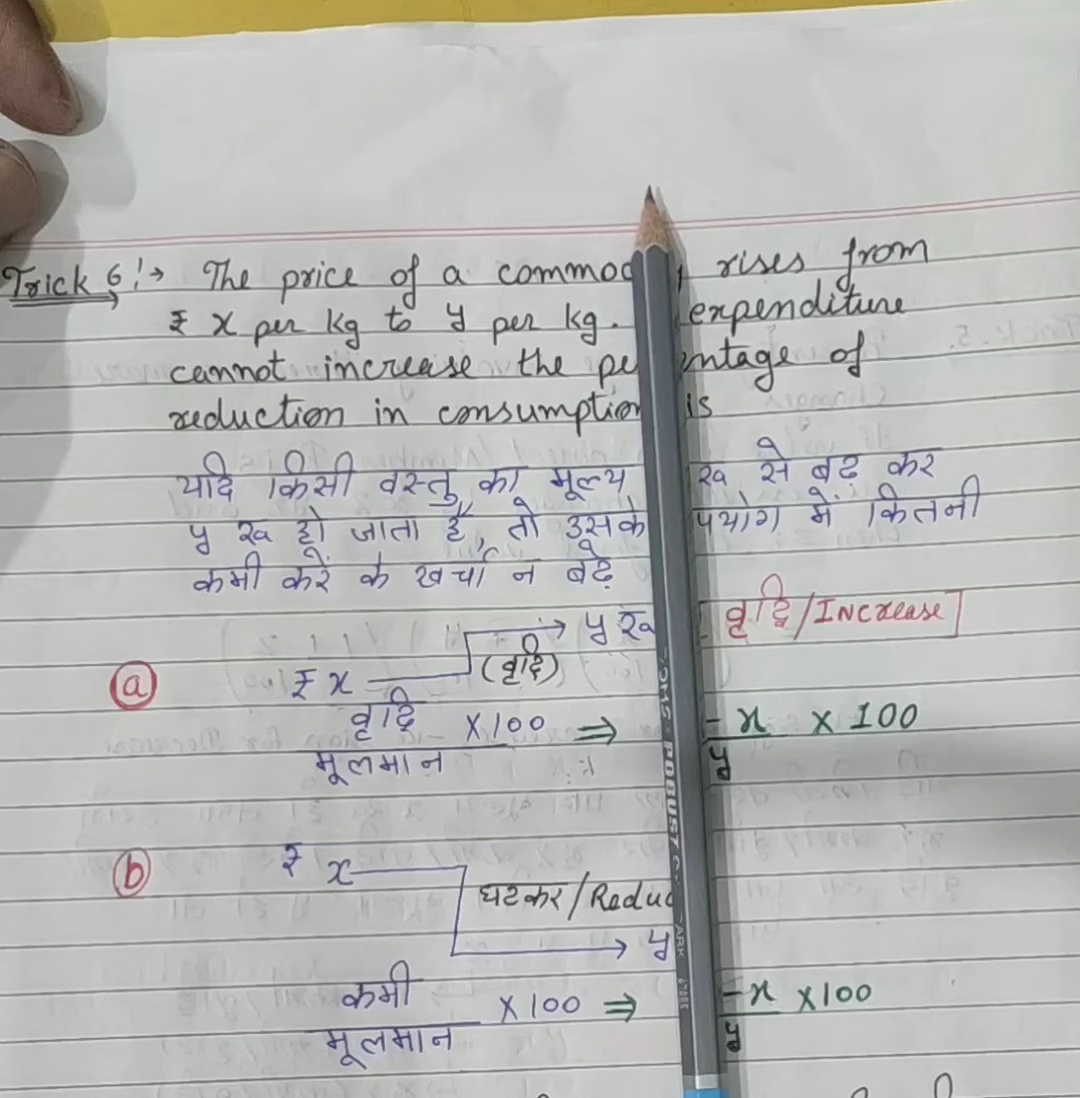 Trick 6:→ The price of a commod rises from
₹ x per kg to y per kg. expenditure
cannot increase the pe ntage of
reduction in consumption is
यदि किसी वस्तु का मूल्य रू से बढ़ कर
y रू हो जाता है, तो उसके पयोग में कितनी
कमी करें के खर्चा न बढ़े
[वृद्धि/Increase]
(a) ₹ x → y रू
(वृद्धि)
वृद्धि/मूलमान × 100 ⇒ - x/y × 100
(b) ₹ x
घटकर/Reduc
→ y
कमी/मूलमान × 100 ⇒ - x/y × 100